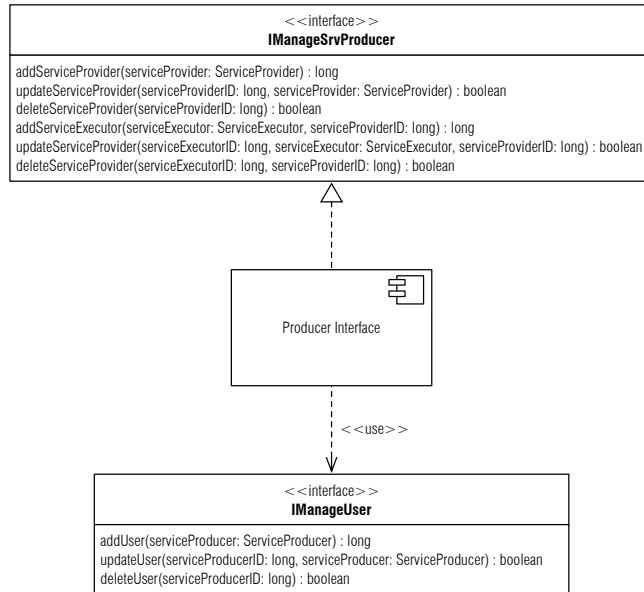 <<interface>>
IManageSrvProducer
addServiceProvider(serviceProvider: ServiceProvider) : long
updateServiceProvider(serviceProviderID: long, serviceProvider: ServiceProvider) : boolean
deleteServiceProvider(serviceProviderID: long) : boolean
addServiceExecutor(serviceExecutor: ServiceExecutor, serviceProviderID: long) : long
updateServiceProvider(serviceExecutorID: long, serviceExecutor: ServiceExecutor, serviceProviderID: long) : boolean
deleteServiceProvider(serviceExecutorID: long, serviceProviderID: long) : boolean
Producer Interface
<<use>>
<<interface>>
IManageUser
addUser(serviceProducer: ServiceProducer) : long
updateUser(serviceProducerID: long, serviceProducer: ServiceProducer) : boolean
deleteUser(serviceProducerID: long) : boolean